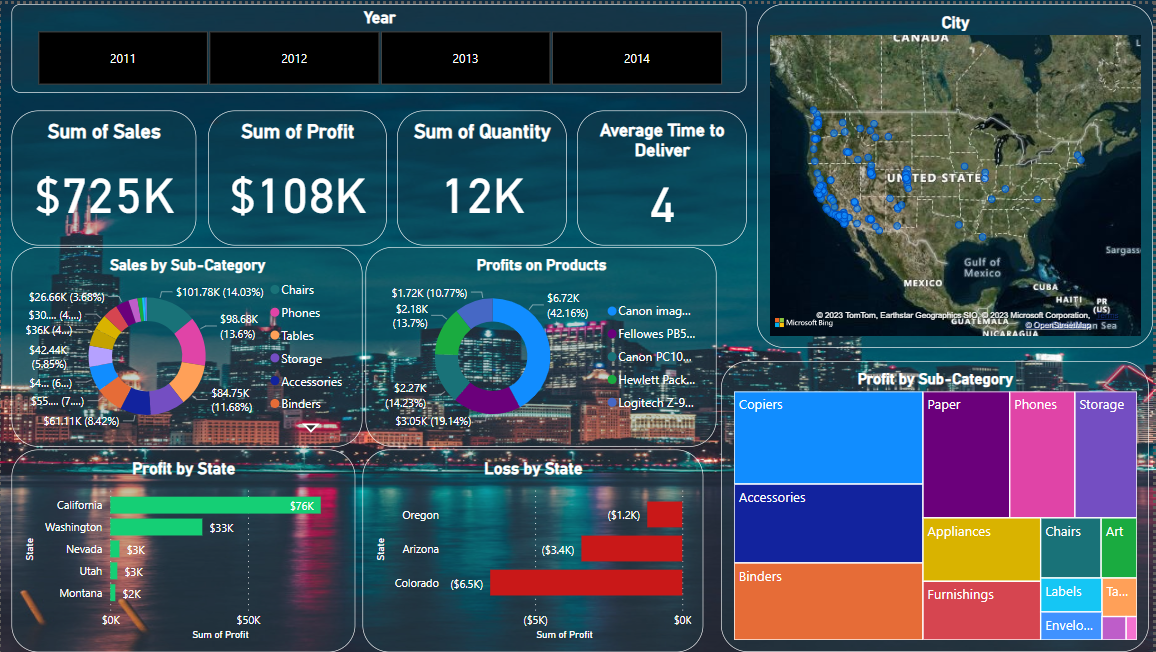 Year
2011
2012
2013
2014
Sum of Sales
$725K
Sum of Profit
$108K
Sum of Quantity
12K
Average Time to
Deliver
4
City
CANADA
UNITED STATES
MEXICO
Gulf of
Mexico
CUBA
HAITI
PR
(US)
Sargass
GUATEMALA
NICARAGUA
an Sea
Microsoft Bing
© 2023 TomTom, Earthstar Geographics SIO, © 2023 Microsoft Corporation,
© OpenStreetMap
Sales by Sub-Category
$101.78K (14.03%)
$98.68K
(13.6%)
$84.75K
(11.68%)
$61.11K (8.42%)
$55.... (7....)
$4... (6...)
$42.44K
(5.85%)
$36K (4...)
$30.... (4....)
$26.66K (3.68%)
Chairs
Phones
Tables
Storage
Accessories
Binders
Profits on Products
$6.72K
(42.16%)
$3.05K (19.14%)
$2.27K
(14.23%)
$2.18K
(13.7%)
$1.72K (10.77%)
Canon imag...
Fellowes PB5...
Canon PC10...
Hewlett Pack...
Logitech Z-9...
Profit by State
State
California
$76K
Washington
$33K
Nevada
$3K
Utah
$3K
Montana
$2K
$0K
$50K
Sum of Profit
Loss by State
State
Oregon
($1.2K)
Arizona
($3.4K)
Colorado
($6.5K)
($5K)
$0K
Sum of Profit
Profit by Sub-Category
Copiers
Accessories
Binders
Paper
Phones
Storage
Appliances
Furnishings
Chairs
Art
Labels
Ta...
Envelo...